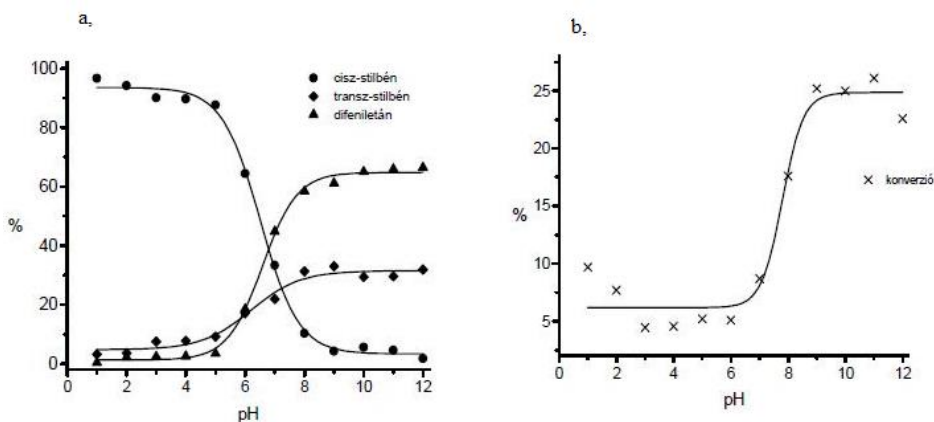 a,
100
80
60
40
20
0
%
0 2 4 6 8 10 12
pH
cisz-stilbén
transz-stilbén
difeniletán
b,
25
20
15
10
5
%
0 2 4 6 8 10 12
pH
konverzió